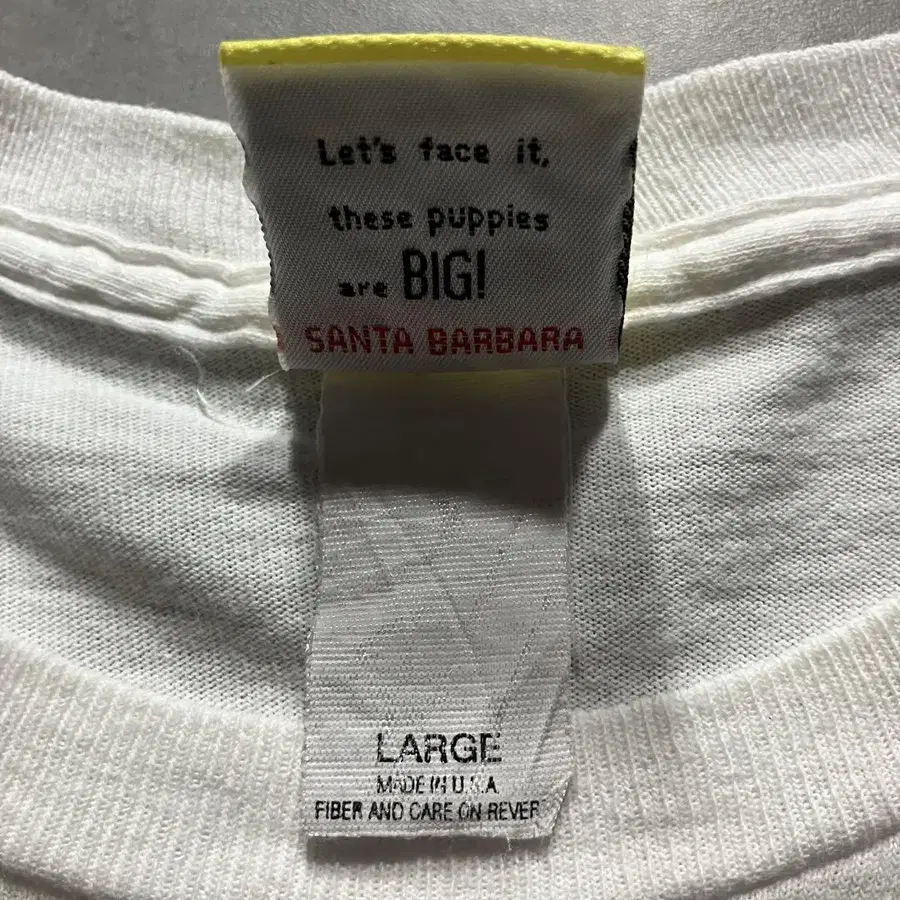 Let's face it,
these puppies
are BIG!
SANTA BARBARA
LARGE
MADE IN U.S.A
FIBER AND CARE ON REVER